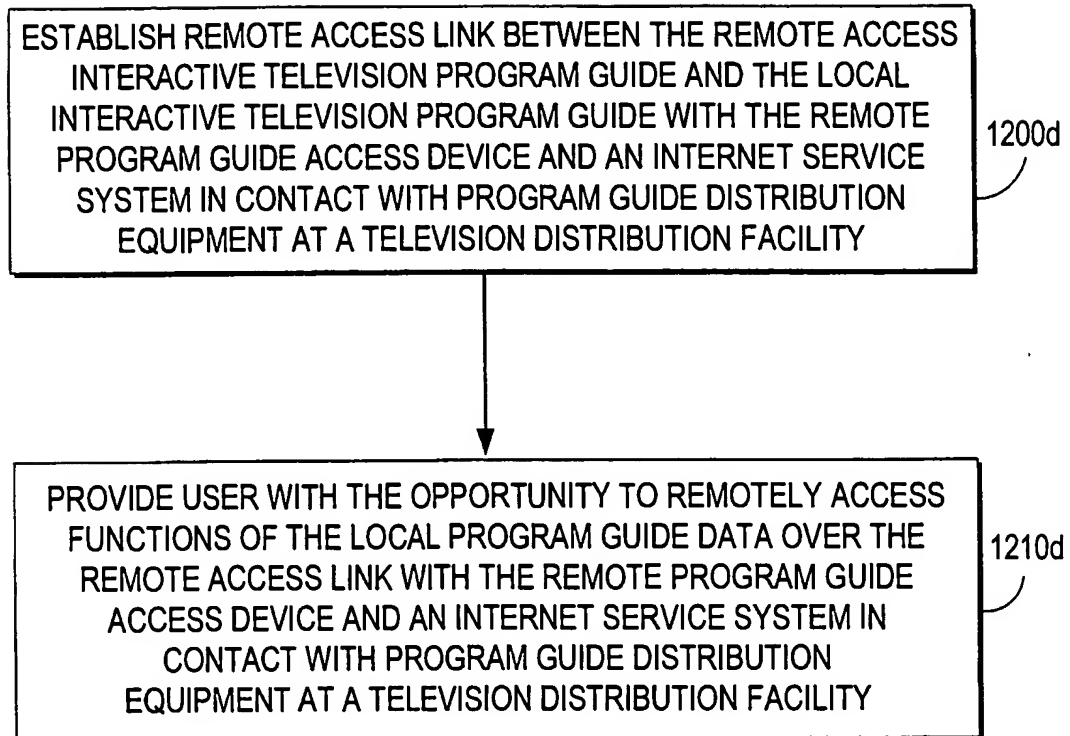 ESTABLISH REMOTE ACCESS LINK BETWEEN THE REMOTE ACCESS
INTERACTIVE TELEVISION PROGRAM GUIDE AND THE LOCAL
INTERACTIVE TELEVISION PROGRAM GUIDE WITH THE REMOTE
PROGRAM GUIDE ACCESS DEVICE AND AN INTERNET SERVICE
SYSTEM IN CONTACT WITH PROGRAM GUIDE DISTRIBUTION
EQUIPMENT AT A TELEVISION DISTRIBUTION FACILITY
1200d
PROVIDE USER WITH THE OPPORTUNITY TO REMOTELY ACCESS
FUNCTIONS OF THE LOCAL PROGRAM GUIDE DATA OVER THE
REMOTE ACCESS LINK WITH THE REMOTE PROGRAM GUIDE
ACCESS DEVICE AND AN INTERNET SERVICE SYSTEM IN
CONTACT WITH PROGRAM GUIDE DISTRIBUTION
EQUIPMENT AT A TELEVISION DISTRIBUTION FACILITY
1210d